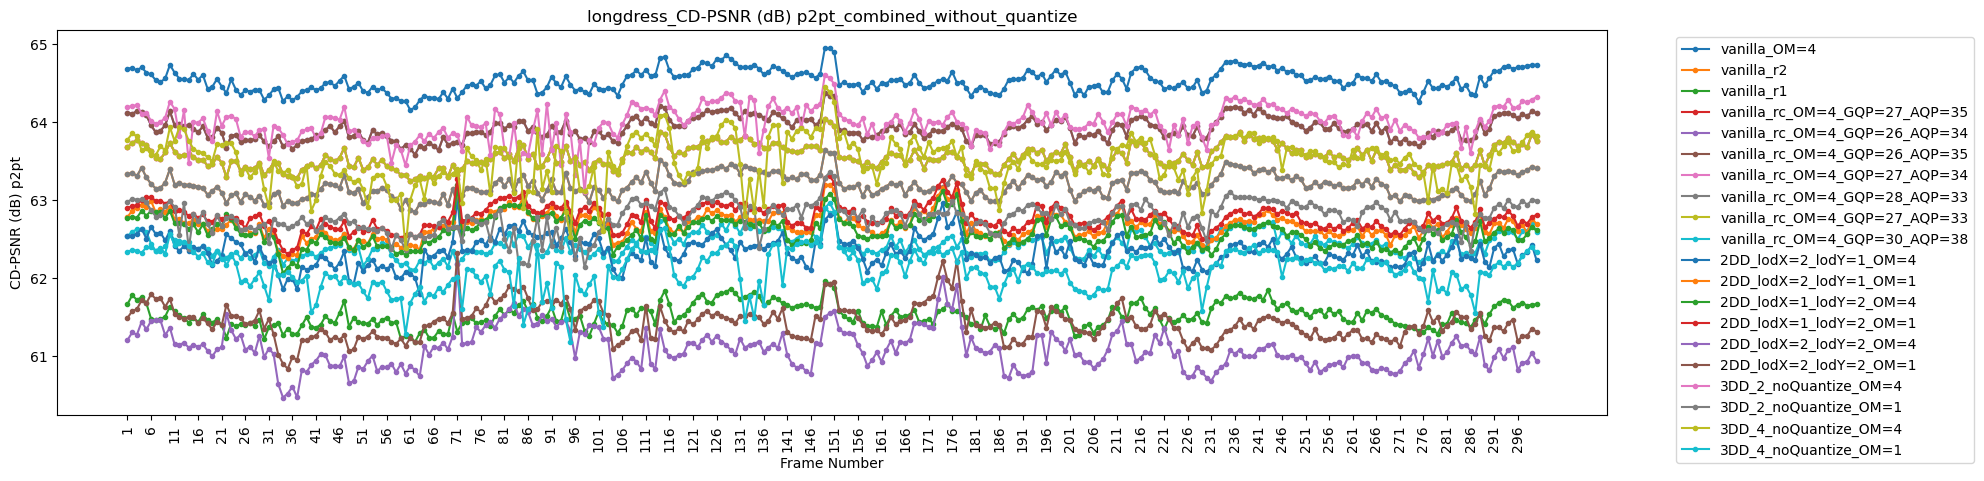 longdress_CD-PSNR (dB) p2pt_combined_without_quantize
CD-PSNR (dB) p2pt
65
64
63
62
61
1 6 11 16 21 26 31 36 41 46 51 56 61 66 71 76 81 86 91 96 101 106 111 116 121 126 131 136 141 146 151 156 161 166 171 176 181 186 191 196 201 206 211 216 221 226 231 236 241 246 251 256 261 266 271 276 281 286 291 296
Frame Number
vanilla_OM=4
vanilla_r2
vanilla_r1
vanilla_rc_OM=4_GQP=27_AQP=35
vanilla_rc_OM=4_GQP=26_AQP=34
vanilla_rc_OM=4_GQP=26_AQP=35
vanilla_rc_OM=4_GQP=27_AQP=34
vanilla_rc_OM=4_GQP=28_AQP=33
vanilla_rc_OM=4_GQP=27_AQP=33
vanilla_rc_OM=4_GQP=30_AQP=38
2DD_lodX=2_lodY=1_OM=4
2DD_lodX=2_lodY=1_OM=1
2DD_lodX=1_lodY=2_OM=4
2DD_lodX=1_lodY=2_OM=1
2DD_lodX=2_lodY=2_OM=4
2DD_lodX=2_lodY=2_OM=1
3DD_2_noQuantize_OM=4
3DD_2_noQuantize_OM=1
3DD_4_noQuantize_OM=4
3DD_4_noQuantize_OM=1